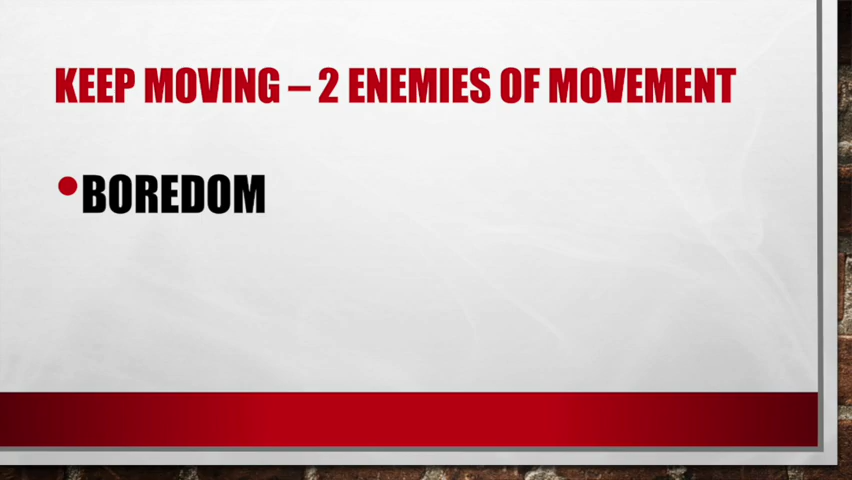 KEEP MOVING – 2 ENEMIES OF MOVEMENT
•BOREDOM